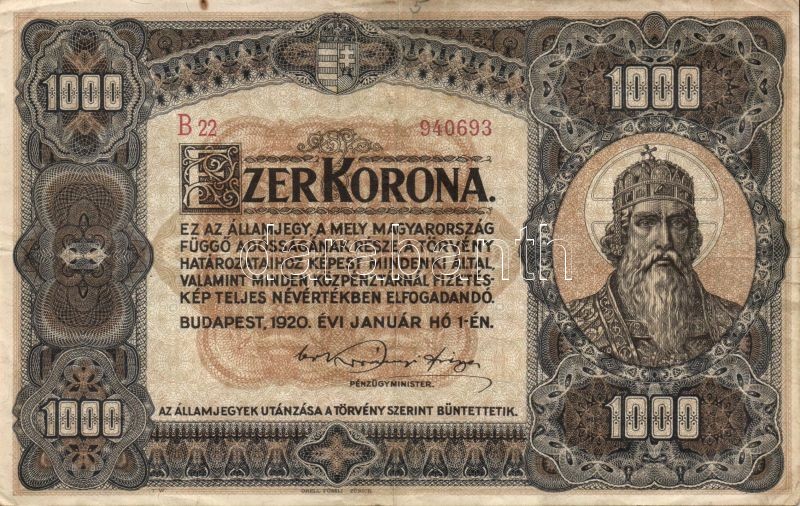 1000
1000
B 22
940693
EZER KORONA.
EZ AZ ÁLLAMJEGY, A MELY MAGYARORSZÁG
FÜGGŐ ADÓSSÁGÁNAK RÉSZE, A TÖRVÉNY
HATÁROZATAIHOZ KÉPEST MINDENKI ÁLTAL,
VALAMINT MINDEN KÖZPÉNZTÁRNÁL FIZETÉS-
KÉP TELJES NÉVÉRTÉKBEN ELFOGADANDÓ.
BUDAPEST, 1920. ÉVI JANUÁR HÓ 1-ÉN.
PÉNZÜGYMINISTER.
1000
1000
AZ ÁLLAMJEGYEK UTÁNZÁSA A TÖRVÉNY SZERINT BÜNTETTETIK.
ORELL FÜSSLI ZÜRICH
darabanth